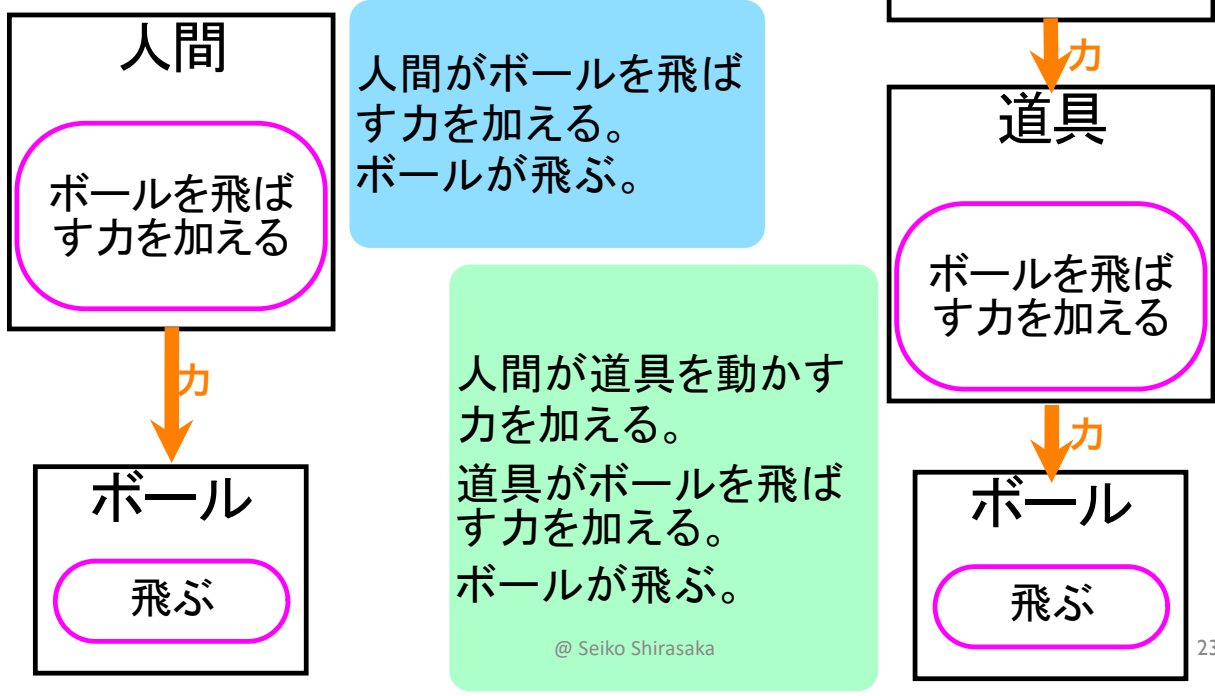 人間
ボールを飛ば
す力を加える
力
ボール
飛ぶ
人間がボールを飛ば
す力を加える。
ボールが飛ぶ。
人間が道具を動かす
力を加える。
道具がボールを飛ば
す力を加える。
ボールが飛ぶ。
力
道具
ボールを飛ば
す力を加える
力
ボール
飛ぶ
@ Seiko Shirasaka
23